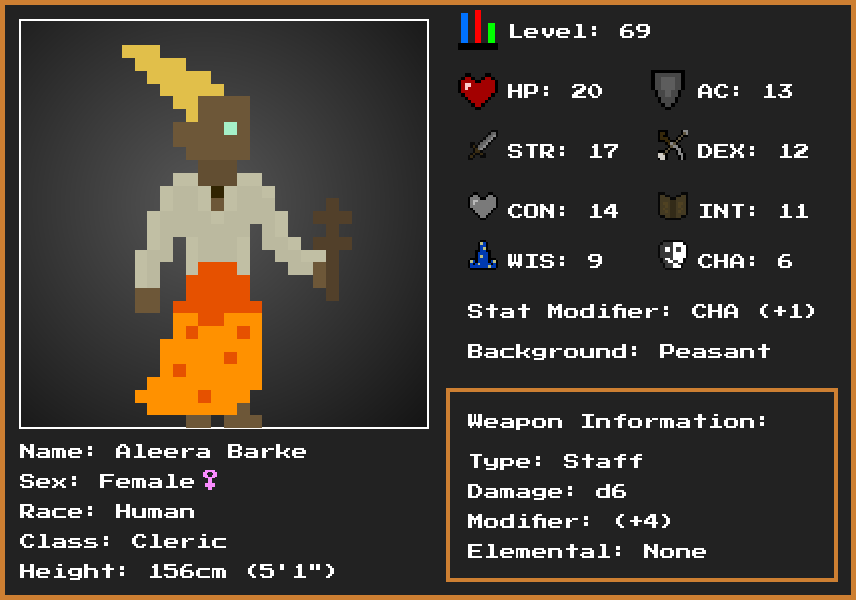 Level: 69
HP: 20 AC: 13
STR: 17 DEX: 12
CON: 14 INT: 11
WIS: 9 CHA: 6
Stat Modifier: CHA (+1)
Background: Peasant
Weapon Information:
Type: Staff
Damage: d6
Modifier: (+4)
Elemental: None
Name: Aleera Barke
Sex: Female♀
Race: Human
Class: Cleric
Height: 156cm (5'1")